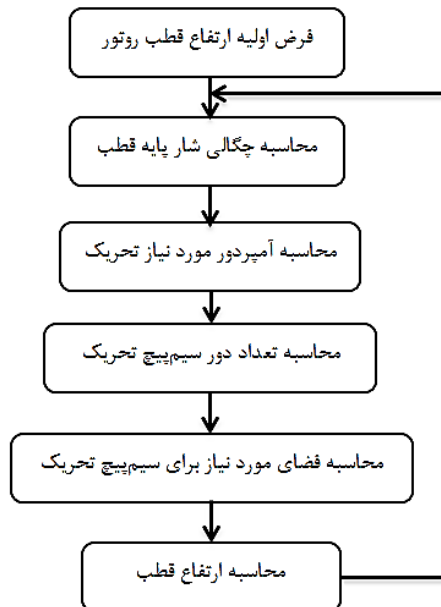 فرض اولیه ارتفاع قطب روتور
محاسبه چگالی شار پایه قطب
محاسبه آمپردور مورد نیاز تحریک
محاسبه تعداد دور سیم‌پیچ تحریک
محاسبه فضای مورد نیاز برای سیم‌پیچ تحریک
محاسبه ارتفاع قطب